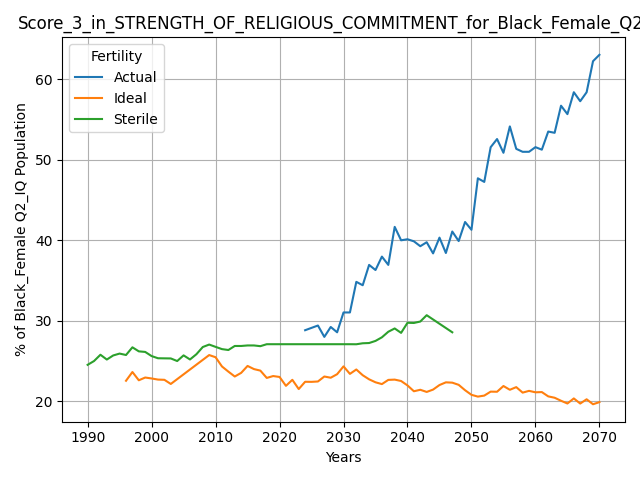 Score_3_in_STRENGTH_OF_RELIGIOUS_COMMITMENT_for_Black_Female_Q2
Fertility
Actual
Ideal
Sterile
% of Black_Female Q2_IQ Population
60
50
40
30
20
1990 2000 2010 2020 2030 2040 2050 2060 2070
Years